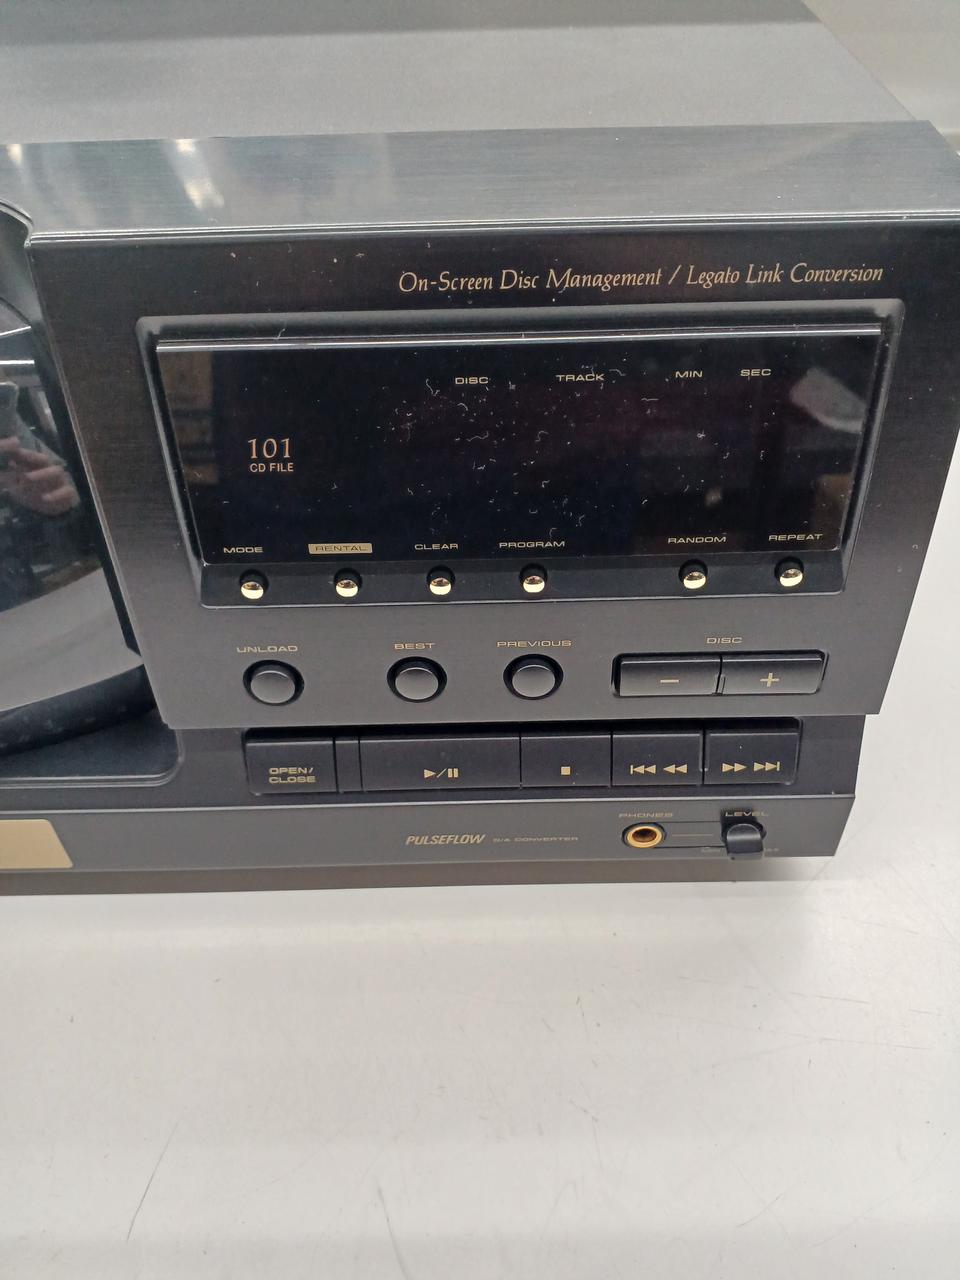 On-Screen Disc Management / Legato Link Conversion
DISC TRACK MIN SEC
101
CD FILE
MODE RENTAL CLEAR PROGRAM RANDOM REPEAT
UNLOAD BEST PREVIOUS DISC
− +
OPEN/
CLOSE
PHONES LEVEL
PULSEFLOW D/A CONVERTER